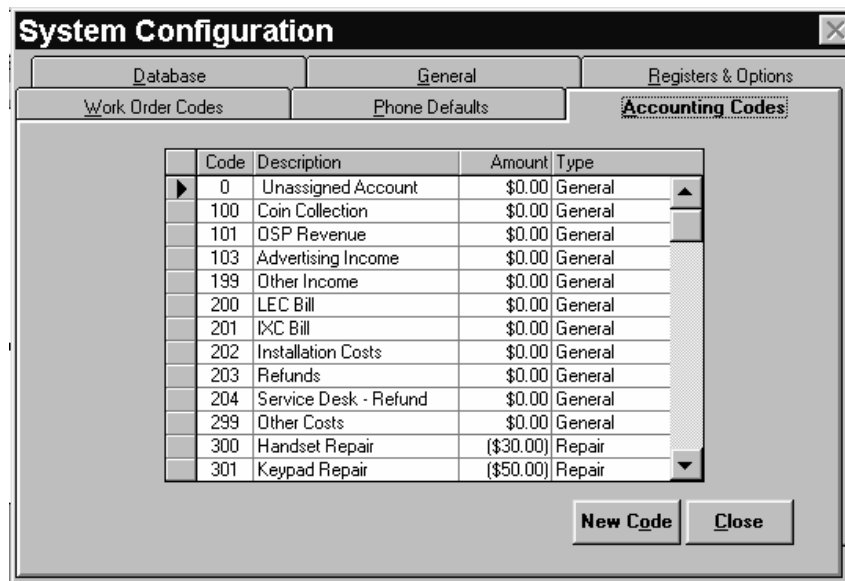 System Configuration
Database General Registers & Options
Work Order Codes Phone Defaults Accounting Codes
Code Description Amount Type
0 Unassigned Account $0.00 General
100 Coin Collection $0.00 General
101 OSP Revenue $0.00 General
103 Advertising Income $0.00 General
199 Other Income $0.00 General
200 LEC Bill $0.00 General
201 IXC Bill $0.00 General
202 Installation Costs $0.00 General
203 Refunds $0.00 General
204 Service Desk - Refund $0.00 General
299 Other Costs $0.00 General
300 Handset Repair ($30.00) Repair
301 Keypad Repair ($50.00) Repair
New Code Close